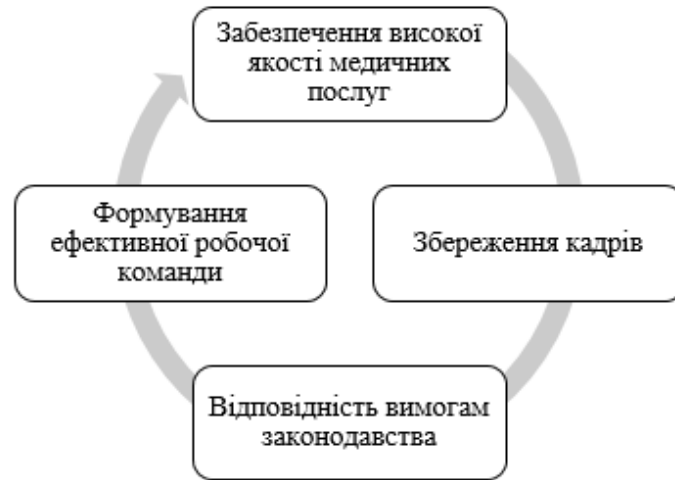 Забезпечення високої
якості медичних
послуг
Формування
ефективної робочої
команди
Збереження кадрів
Відповідність вимогам
законодавства